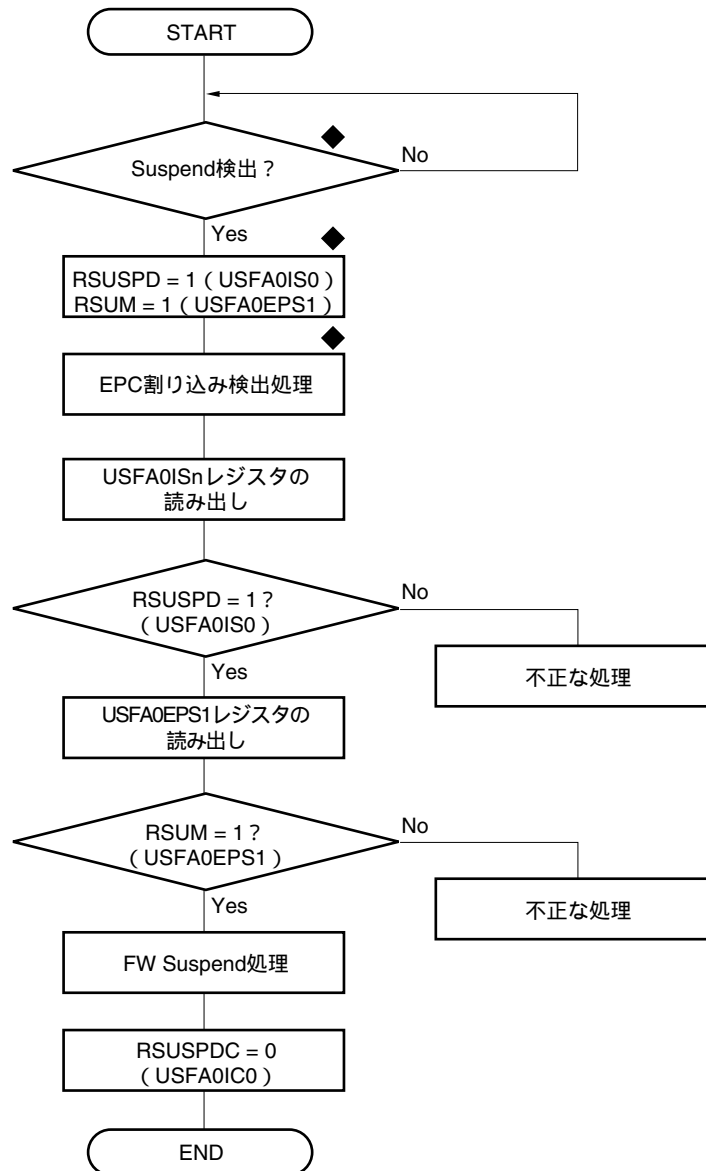 START
Suspend検出？
No
Yes
RSUSPD = 1（USFA0IS0）
RSUM = 1（USFA0EPS1）
EPC割り込み検出処理
USFA0ISnレジスタの
読み出し
RSUSPD = 1？
（USFA0IS0）
No
不正な処理
Yes
USFA0EPS1レジスタの
読み出し
RSUM = 1？
（USFA0EPS1）
No
不正な処理
Yes
FW Suspend処理
RSUSPDC = 0
（USFA0IC0）
END